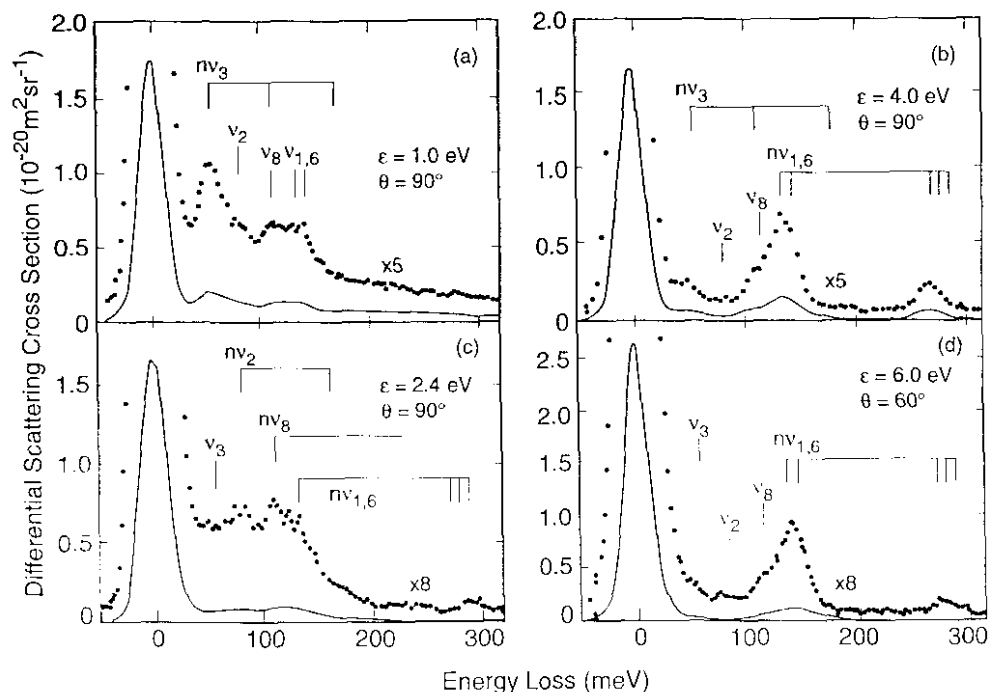 Differential Scattering Cross Section (10⁻²⁰m²sr⁻¹)
2.0
1.5
1.0
0.5
0
(a)
nν₃
ν₂
ν₈ ν₁,₆
ε = 1.0 eV
θ = 90°
x5
0 100 200 300
2.0
1.5
1.0
0.5
0
(b)
nν₃
ε = 4.0 eV
θ = 90°
nν₁,₆
ν₈
ν₂
x5
1.5
1.0
0.5
0
(c)
nν₂
ε = 2.4 eV
θ = 90°
nν₈
ν₃
nν₁,₆
x8
0 100 200 300
2.5
2.0
1.5
1.0
0.5
0
(d)
ε = 6.0 eV
θ = 60°
ν₃
nν₁,₆
ν₈
ν₂
x8
0 100 200 300
Energy Loss (meV)